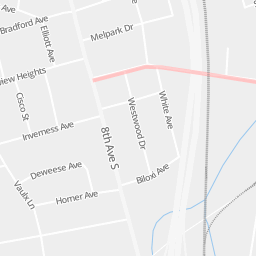 Bradford Ave
Elliott Ave
Melpark Dr
view Heights
Cisco St
White Ave
Westwood Dr
Inverness Ave
8th Ave S
Deweese Ave
Biloxi Ave
Vaulx Ln
Homer Ave